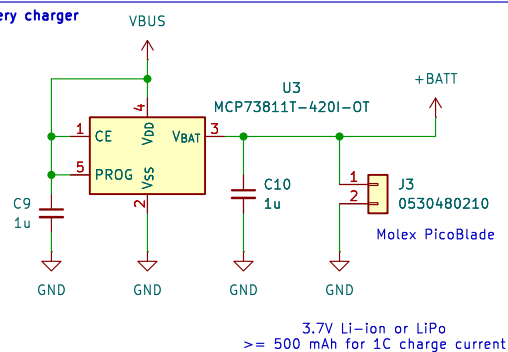 ery charger
VBUS
U3
MCP73811T-420I-OT
+BATT
4
1 CE VDD VBAT 3
5 PROG VSS
2
C9
1u
C10
1u
1
2
J3
0530480210
Molex PicoBlade
GND GND GND GND
3.7V Li-ion or LiPo
>= 500 mAh for 1C charge current